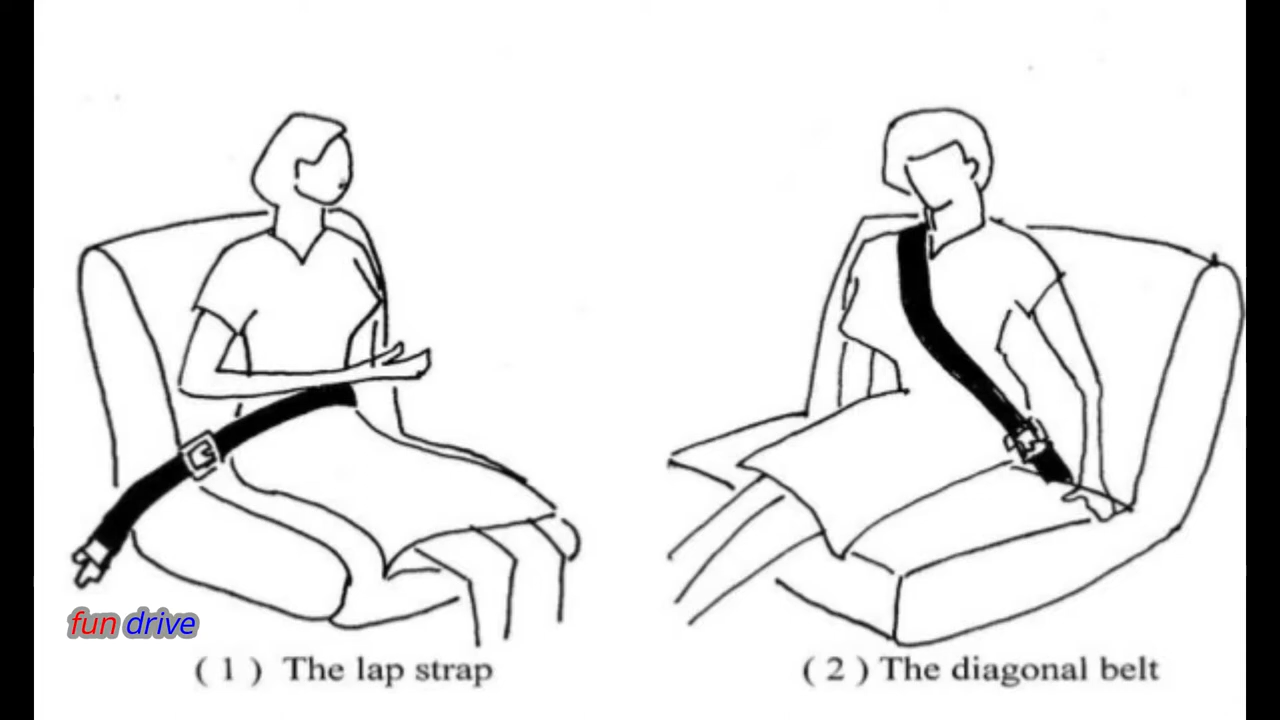 fun drive
( 1 ) The lap strap
( 2 ) The diagonal belt